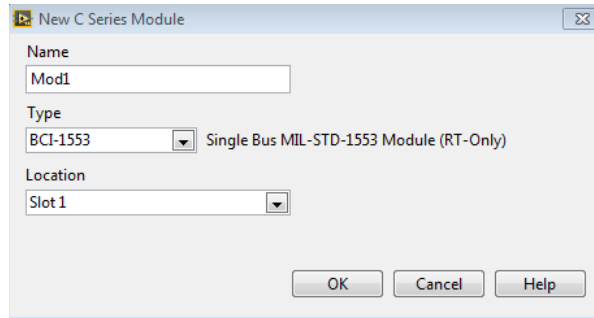 New C Series Module
Name
Mod1
Type
BCI-1553 Single Bus MIL-STD-1553 Module (RT-Only)
Location
Slot 1
OK Cancel Help